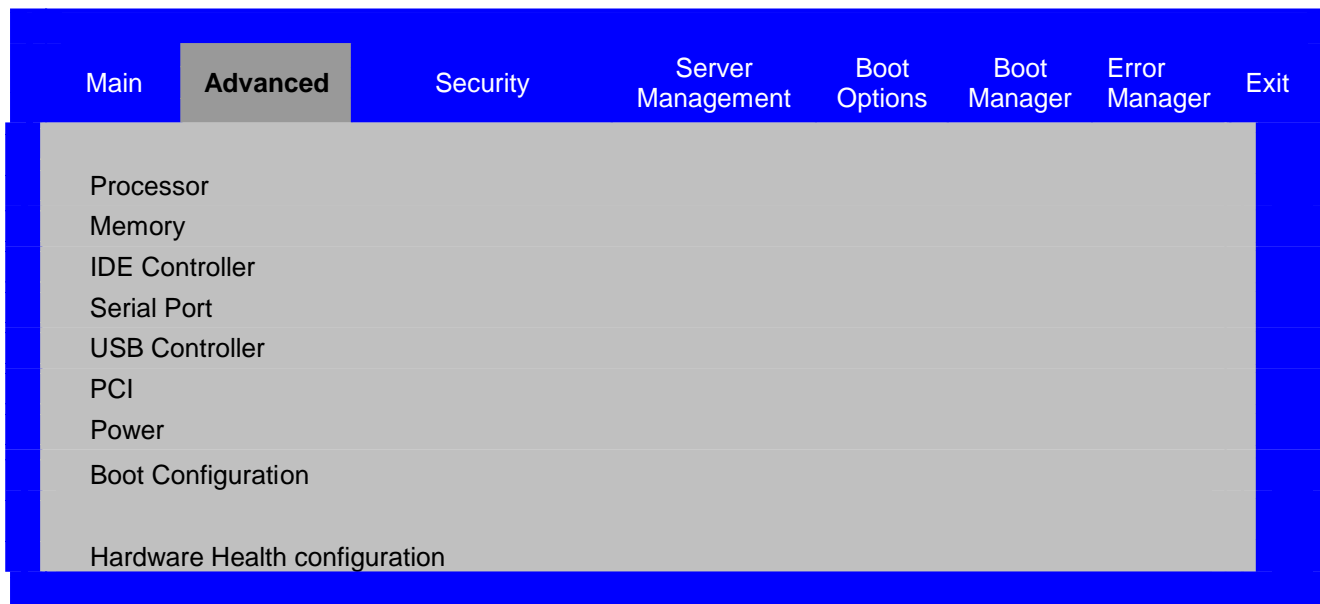 Main Advanced Security Server Management Boot Options Boot Manager Error Manager Exit
Processor
Memory
IDE Controller
Serial Port
USB Controller
PCI
Power
Boot Configuration
Hardware Health configuration